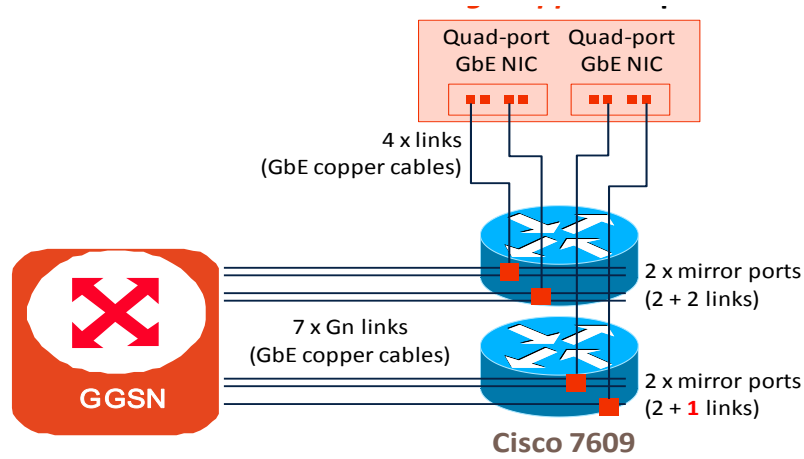 Quad-port Quad-port
GbE NIC GbE NIC
4 x links
(GbE copper cables)
2 x mirror ports
(2 + 2 links)
7 x Gn links
(GbE copper cables)
GGSN
2 x mirror ports
(2 + 1 links)
Cisco 7609